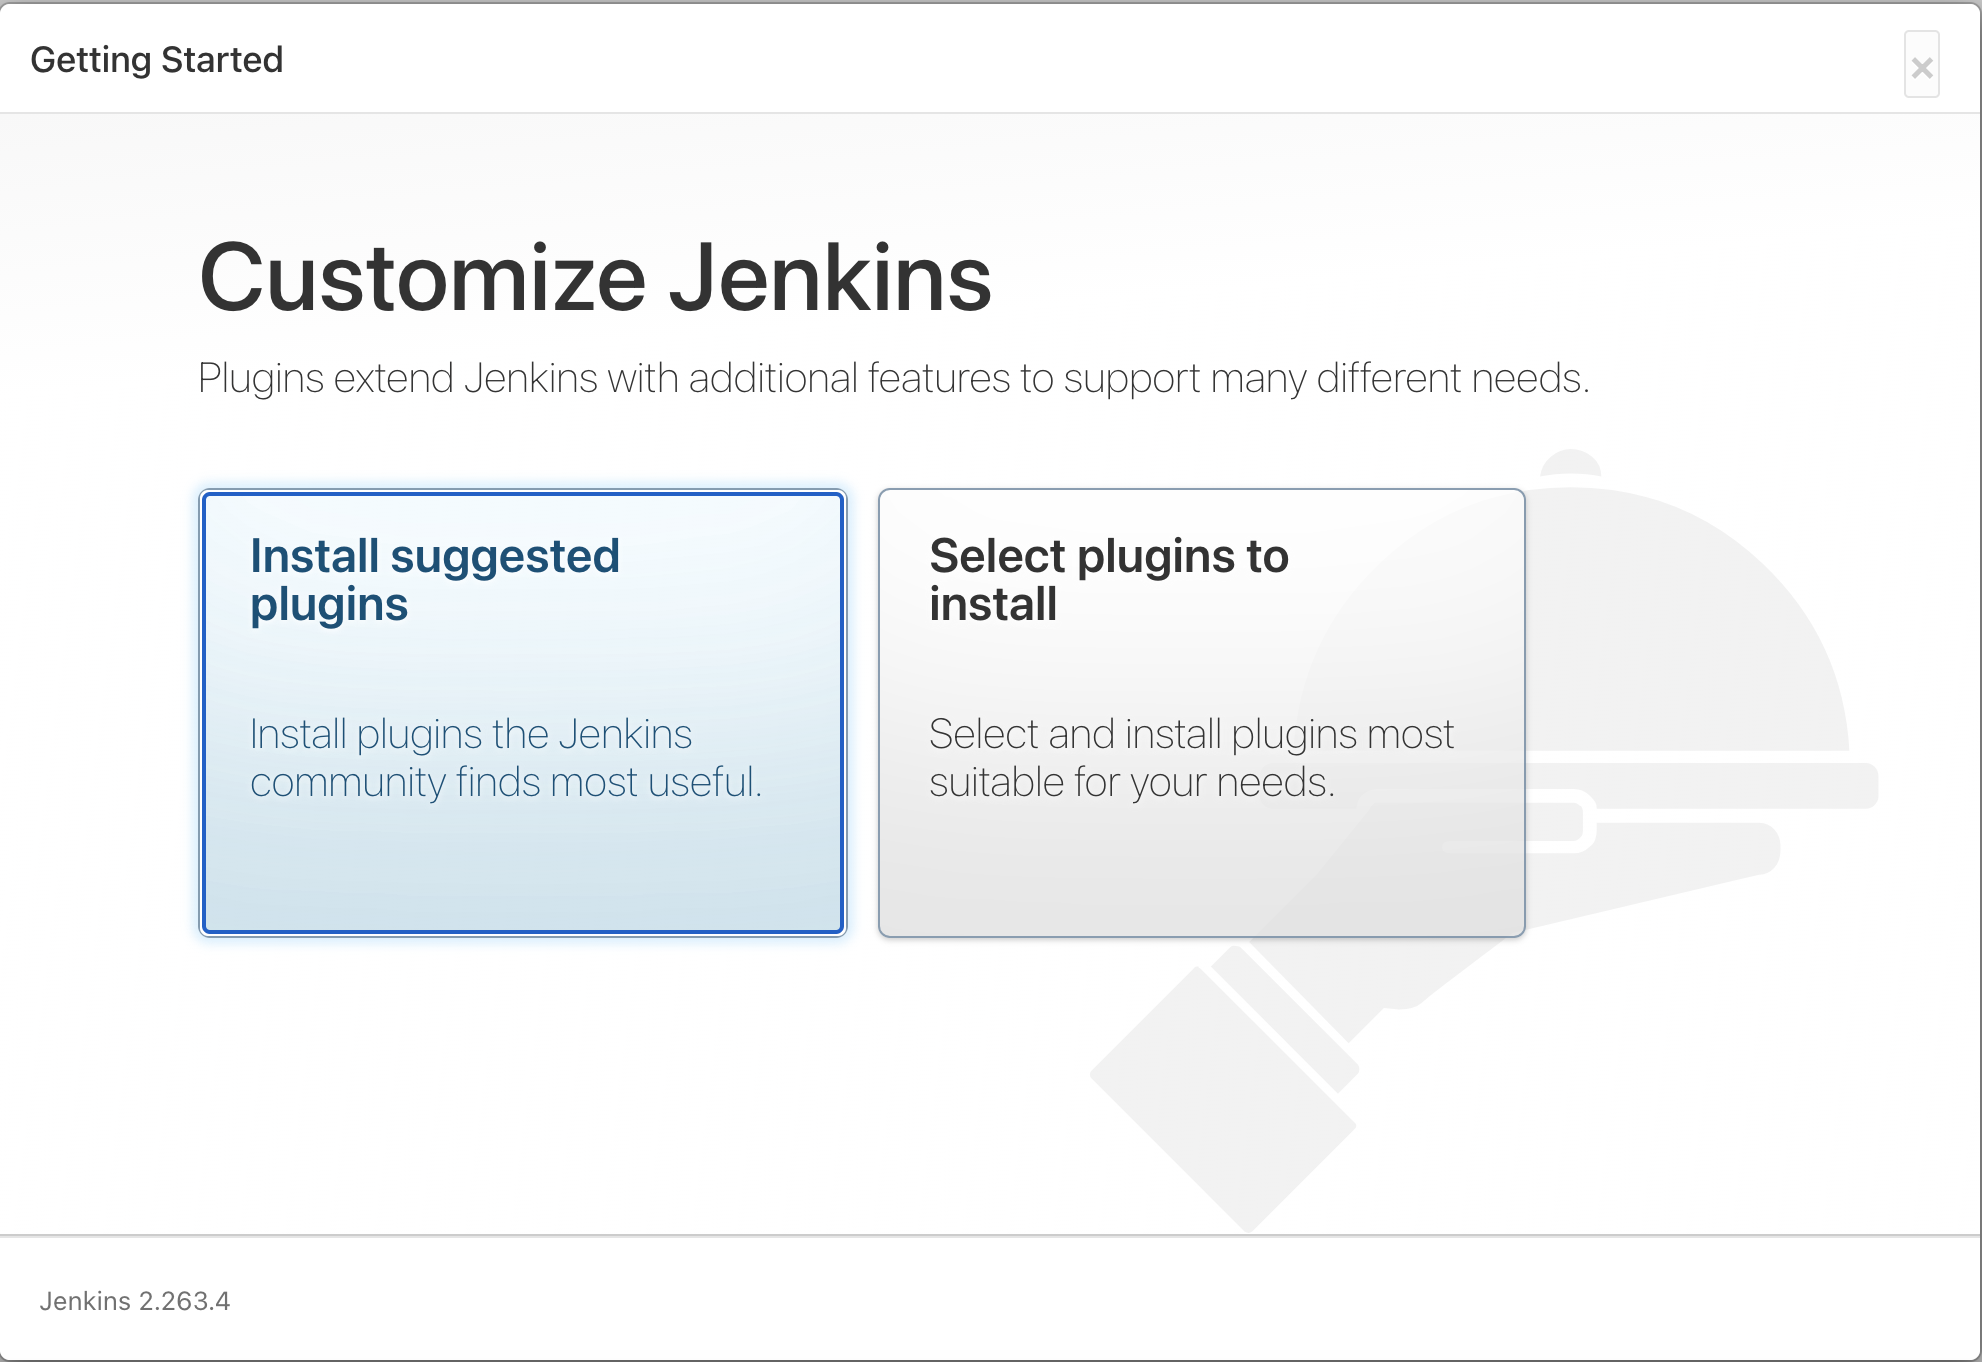 Getting Started
×
Customize Jenkins
Plugins extend Jenkins with additional features to support many different needs.
Install suggested
plugins
Install plugins the Jenkins
community finds most useful.
Select plugins to
install
Select and install plugins most
suitable for your needs.
Jenkins 2.263.4